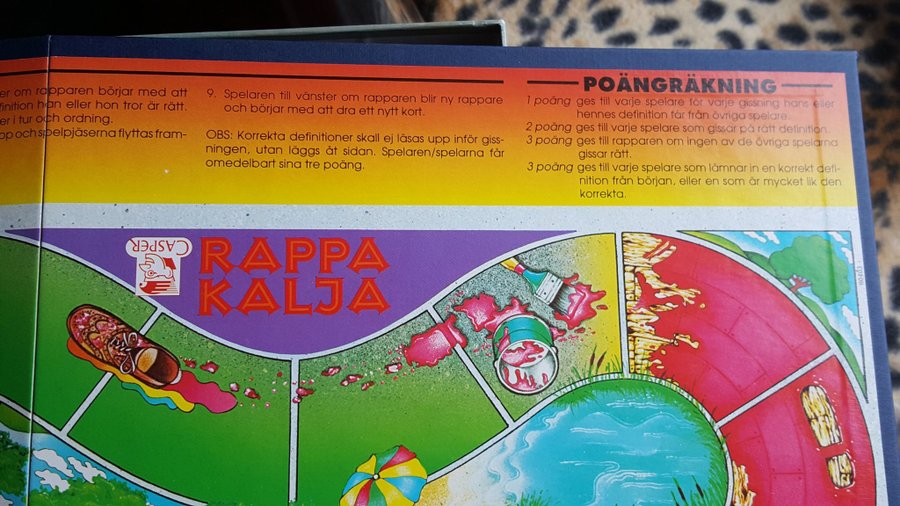 er om rapparen börjar med att
finition han eller hon tror är rätt.
er i tur och ordning.
pp och spelpjäserna flyttas fram-
9. Spelaren till vänster om rapparen blir ny rappare
och börjar med att dra ett nytt kort.
OBS: Korrekta definitioner skall ej läsas upp inför giss-
ningen, utan läggs åt sidan. Spelaren/spelarna får
omedelbart sina tre poäng.
POÄNGRÄKNING
1 poäng ges till varje spelare för varje gissning hans eller
hennes definition får från övriga spelare.
2 poäng ges till varje spelare som gissar på rätt definition.
3 poäng ges till rapparen om ingen av de övriga spelarna
gissar rätt.
3 poäng ges till varje spelare som lämnar in en korrekt defi-
nition från början, eller en som är mycket lik den
korrekta.
CASPER
RAPPA
KALJA